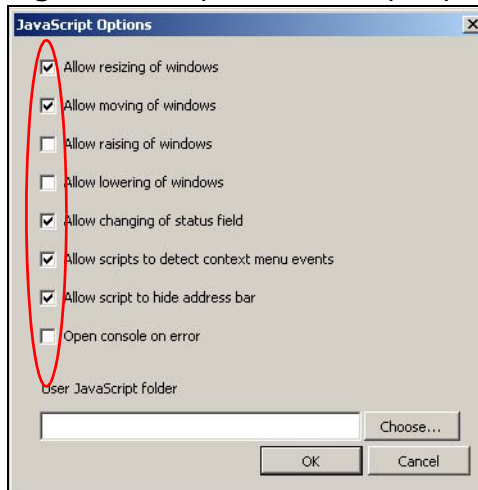 JavaScript Options
Allow resizing of windows
Allow moving of windows
Allow raising of windows
Allow lowering of windows
Allow changing of status field
Allow scripts to detect context menu events
Allow script to hide address bar
Open console on error
User JavaScript folder
Choose...
OK Cancel